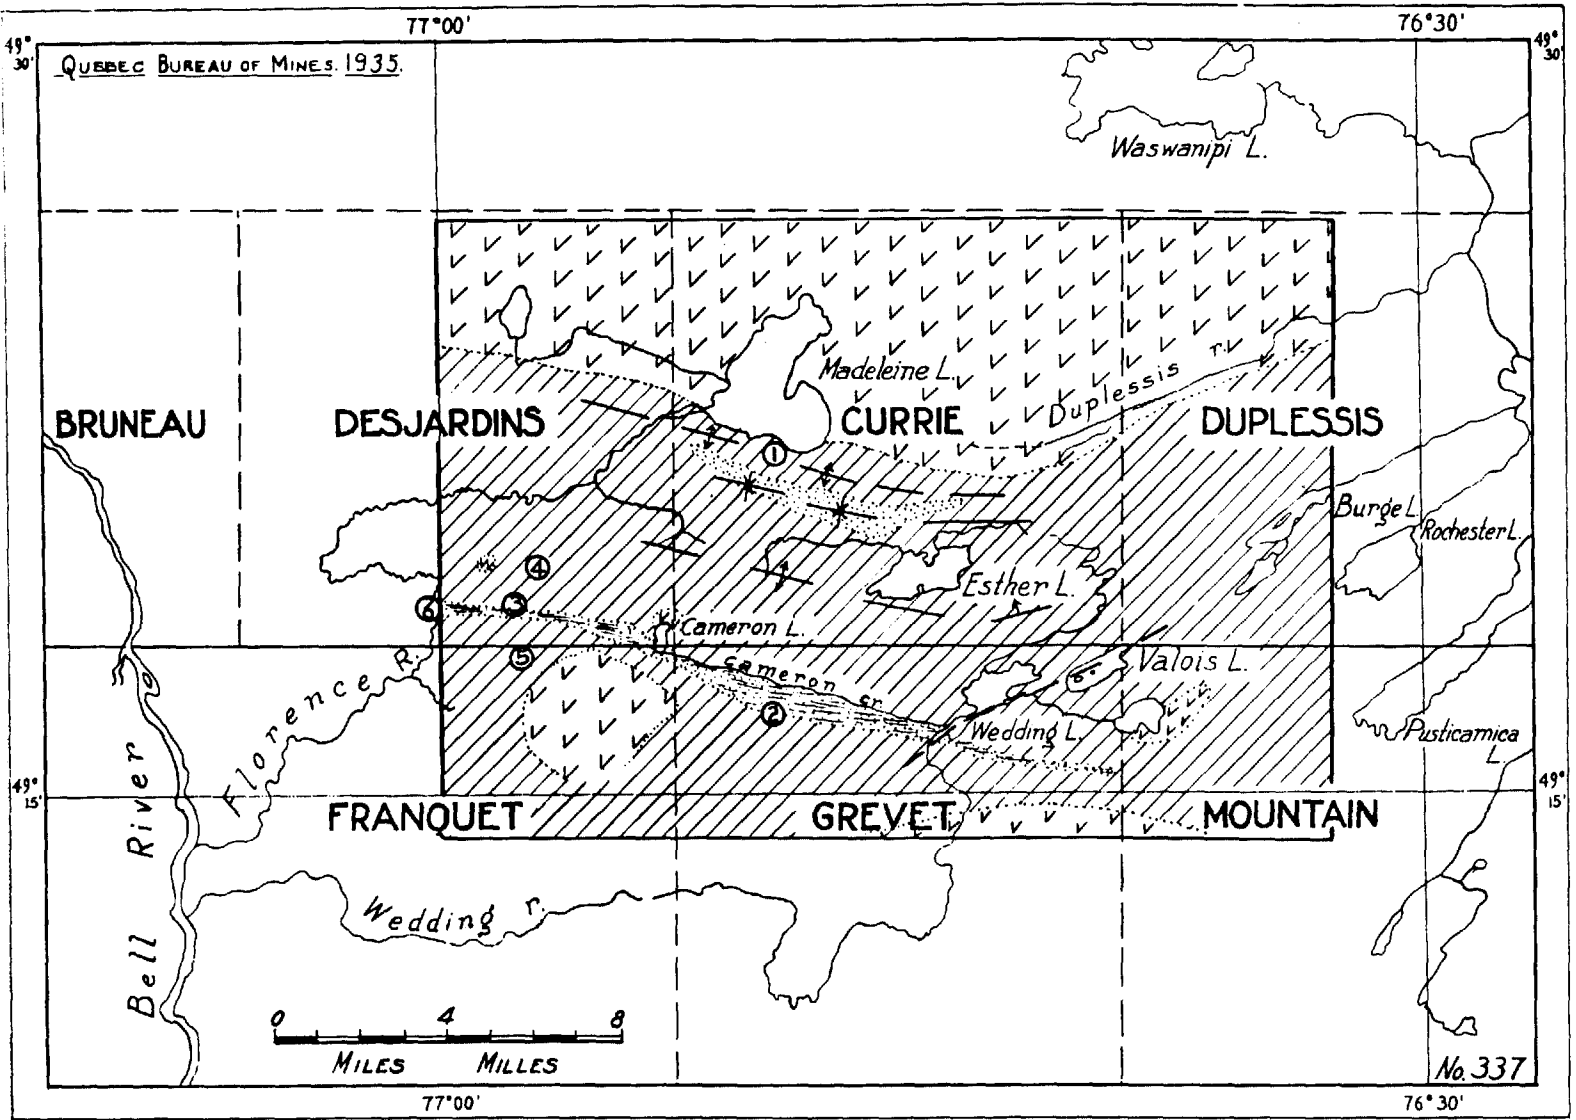 77°00'
76°30'
49°
30'
49°
30'
QUEBEC BUREAU OF MINES. 1935.
Waswanipi L.
Madeleine L.
Duplessis r.
BRUNEAU
DESJARDINS
CURRIE
DUPLESSIS
1
Burge L.
Rochester L.
4
Esther L.
6
3
Cameron L.
5
Florence R.
Cameron cr.
Valois L.
2
Wedding L.
Pusticamica
L.
49°
15'
49°
15'
FRANQUET
GREVET
MOUNTAIN
Bell River
Wedding r.
0 4 8
MILES MILLES
No. 337
77°00'
76°30'